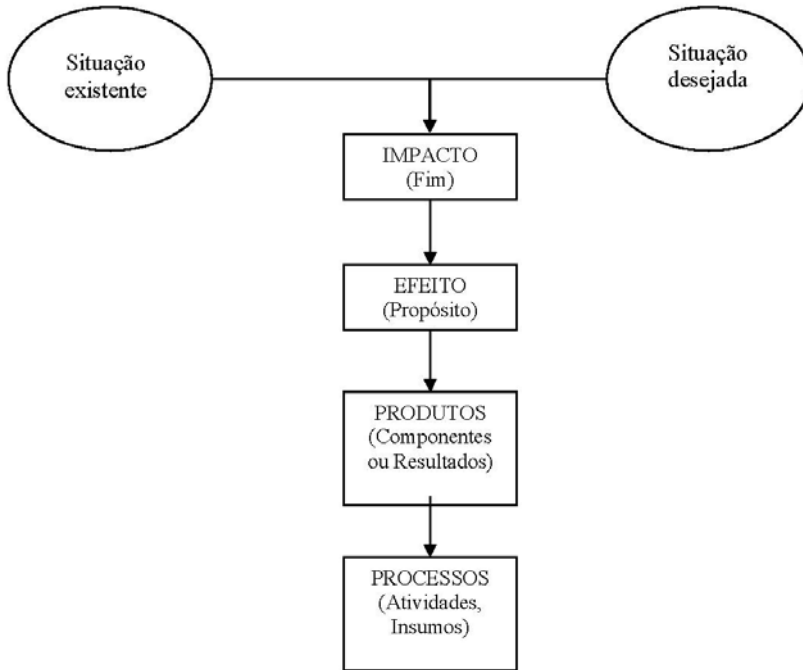 Situação
existente
Situação
desejada
IMPACTO
(Fim)
EFEITO
(Propósito)
PRODUTOS
(Componentes
ou Resultados)
PROCESSOS
(Atividades,
Insumos)